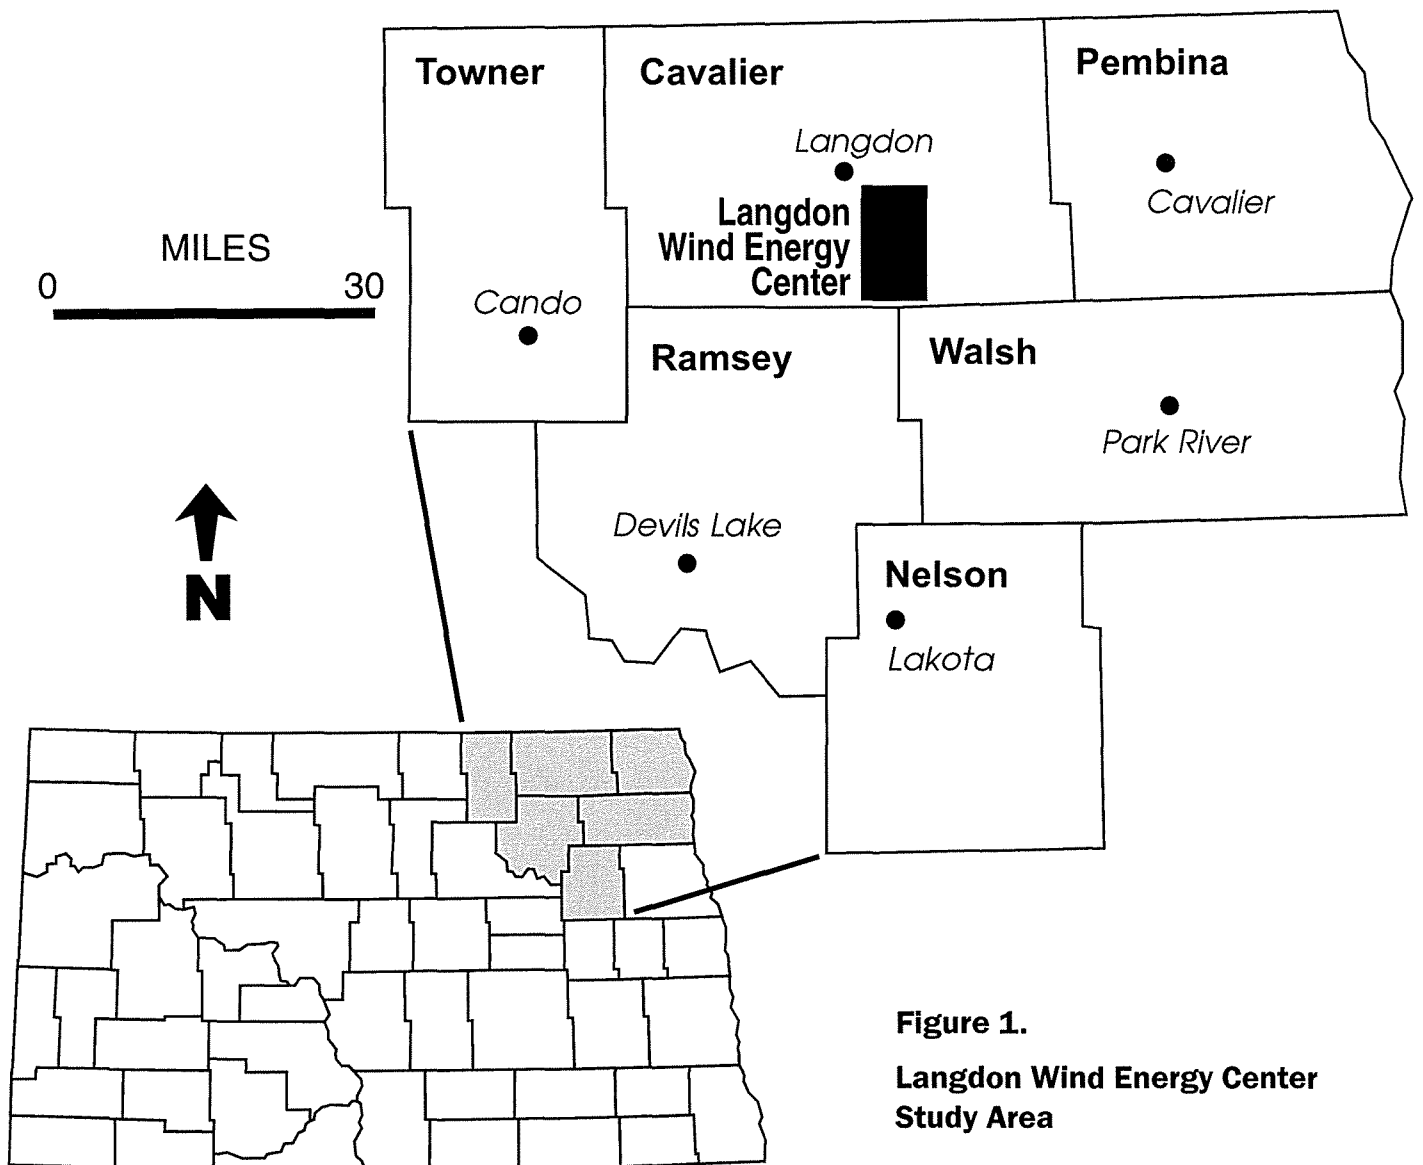 Towner
Cavalier
Pembina
Langdon
Cavalier
Langdon
Wind Energy
Center
MILES
0 30
Cando
Ramsey
Walsh
Park River
Devils Lake
N
Nelson
Lakota
Figure 1.
Langdon Wind Energy Center
Study Area